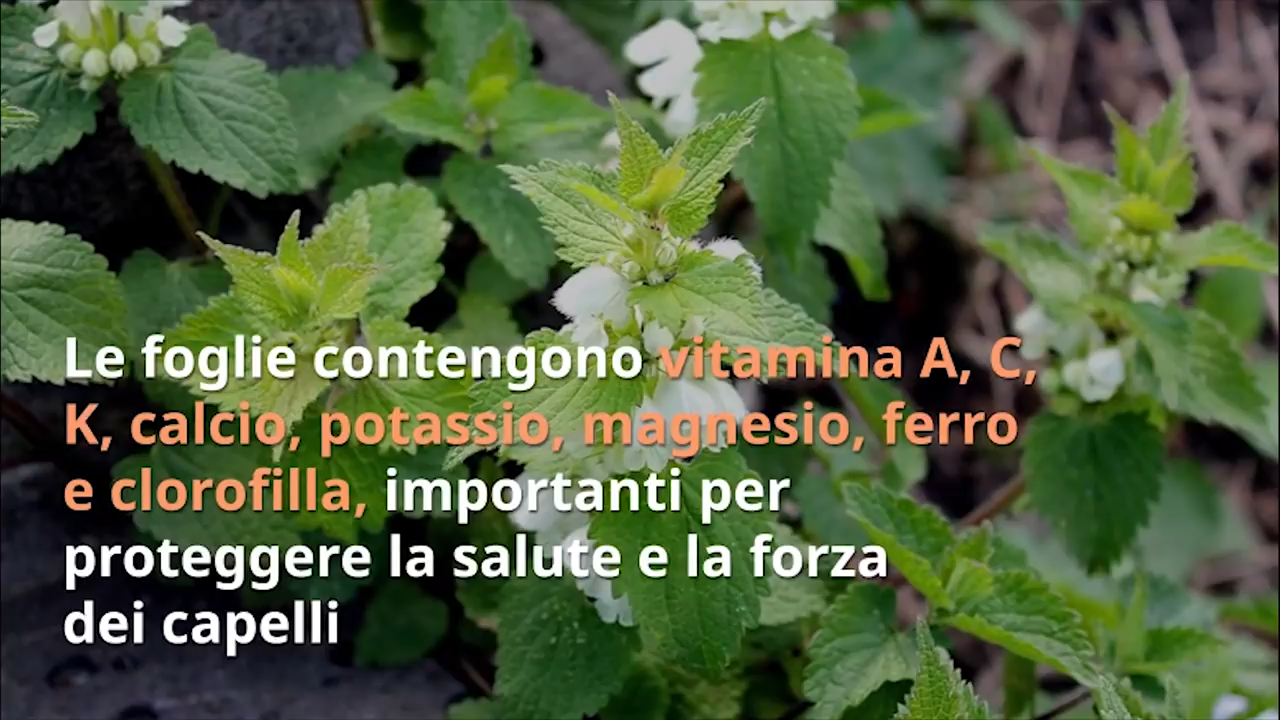 Le foglie contengono vitamina A, C,
K, calcio, potassio, magnesio, ferro
e clorofilla, importanti per
proteggere la salute e la forza
dei capelli